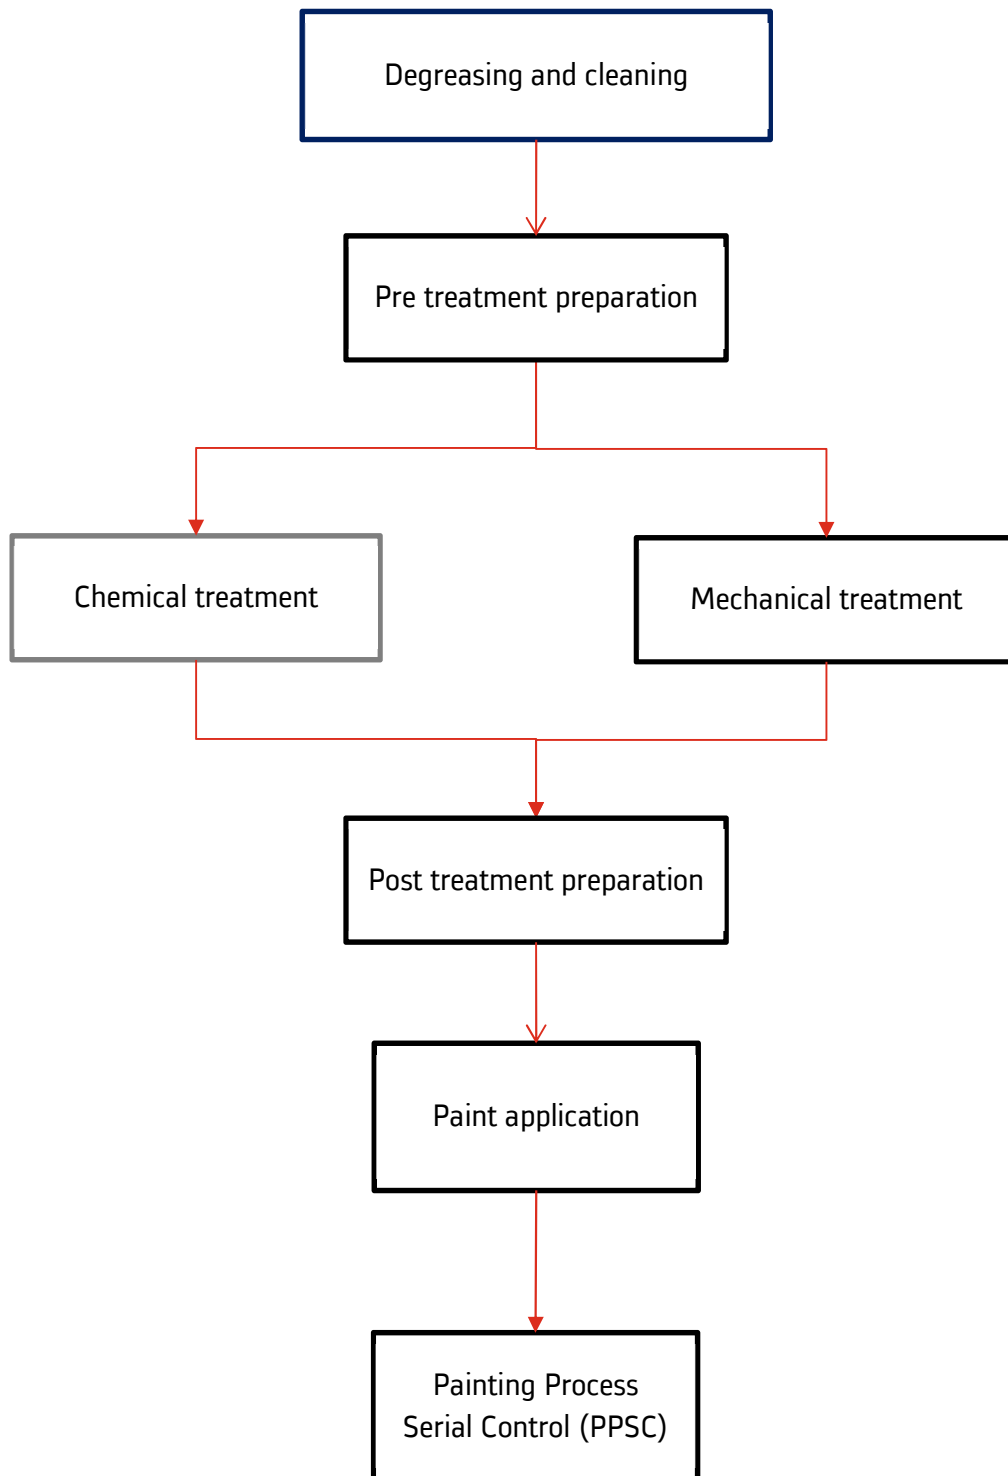 Degreasing and cleaning
Pre treatment preparation
Chemical treatment
Mechanical treatment
Post treatment preparation
Paint application
Painting Process
Serial Control (PPSC)